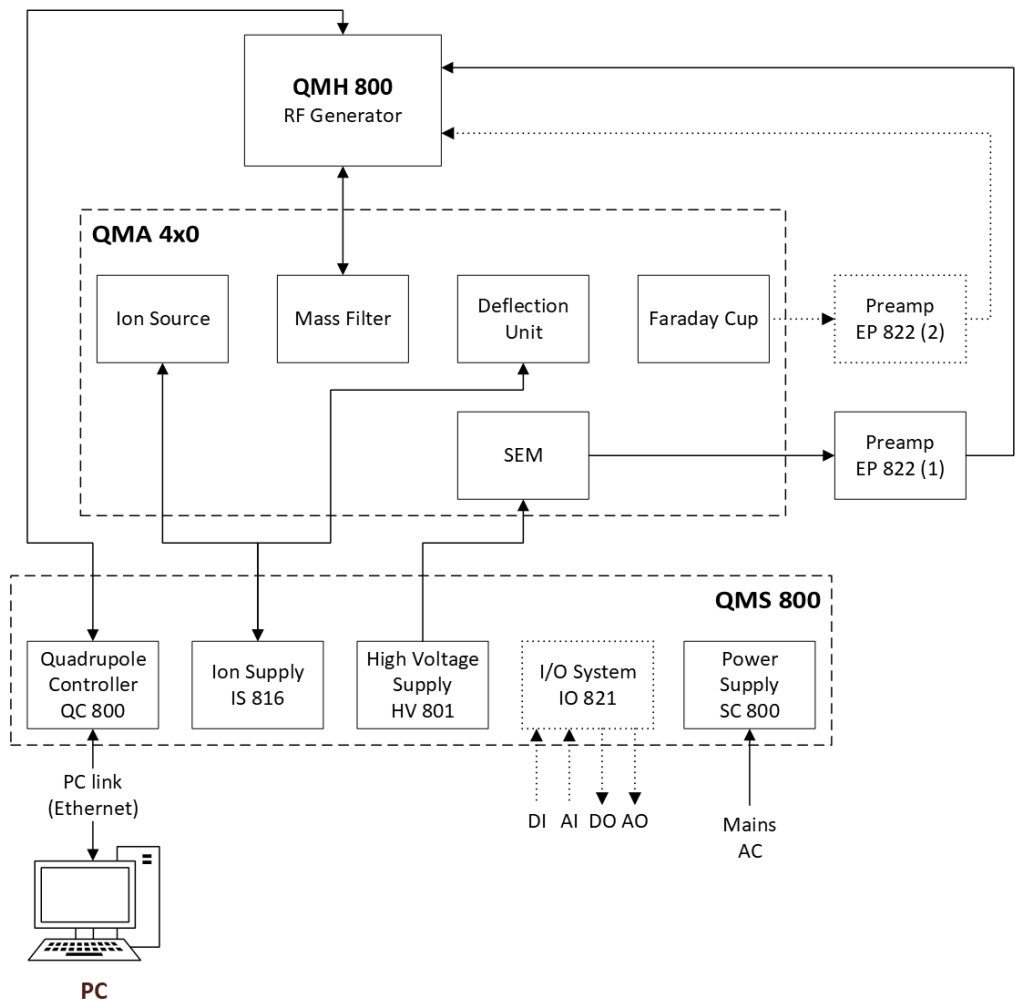 QMH 800
RF Generator
QMA 4x0
Ion Source
Mass Filter
Deflection
Unit
Faraday Cup
Preamp
EP 822 (2)
SEM
Preamp
EP 822 (1)
QMS 800
Quadrupole
Controller
QC 800
Ion Supply
IS 816
High Voltage
Supply
HV 801
I/O System
IO 821
Power
Supply
SC 800
PC link
(Ethernet)
DI AI DO AO
Mains
AC
PC